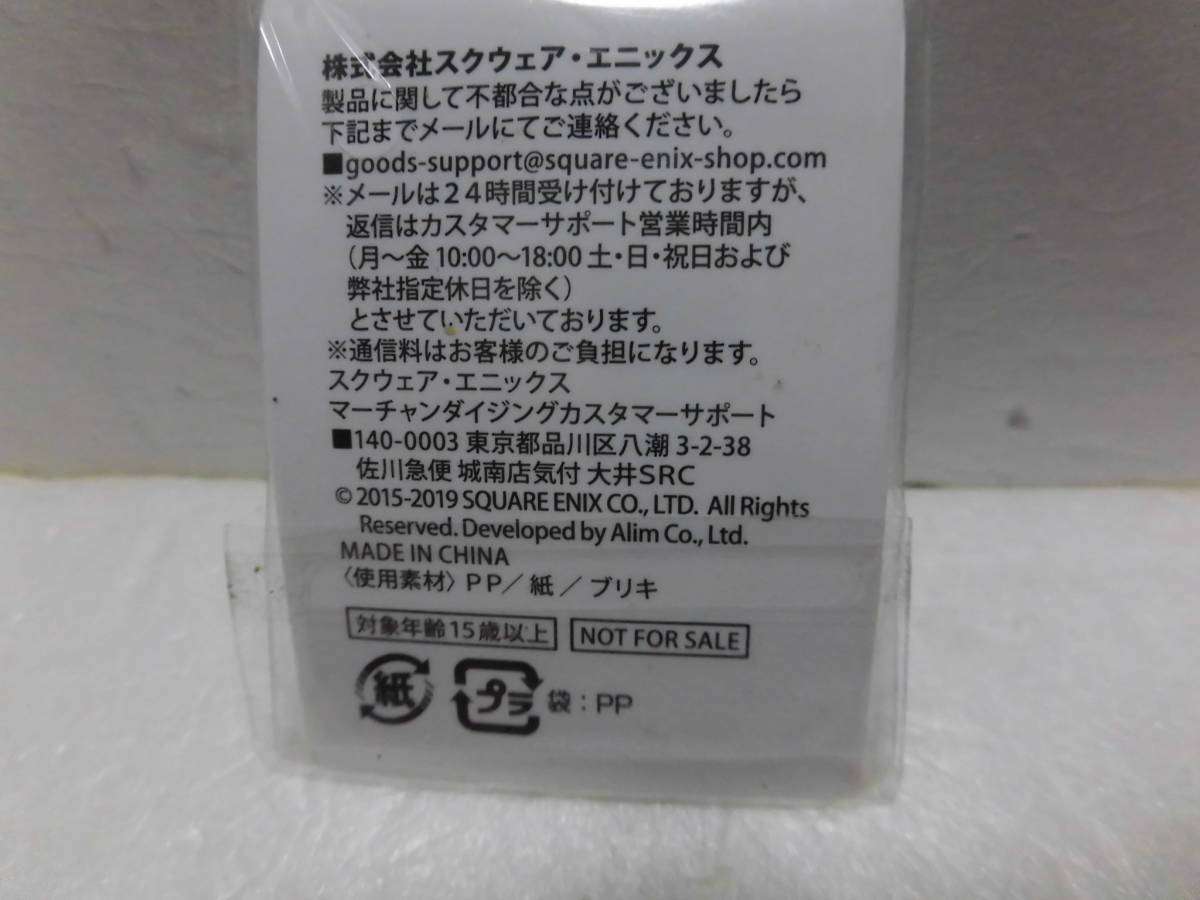 株式会社スクウェア・エニックス
製品に関して不都合な点がございましたら
下記までメールにてご連絡ください。
■goods-support@square-enix-shop.com
※メールは２４時間受け付けておりますが、
返信はカスタマーサポート営業時間内
（月～金 10:00～18:00 土・日・祝日および
弊社指定休日を除く）
とさせていただいております。
※通信料はお客様のご負担になります。
スクウェア・エニックス
マーチャンダイジングカスタマーサポート
■140-0003 東京都品川区八潮 3-2-38
佐川急便 城南店気付 大井SRC
© 2015-2019 SQUARE ENIX CO., LTD. All Rights
Reserved. Developed by Alim Co., Ltd.
MADE IN CHINA
〈使用素材〉ＰＰ／紙／ブリキ
対象年齢15歳以上 NOT FOR SALE
紙 プラ 袋：PP